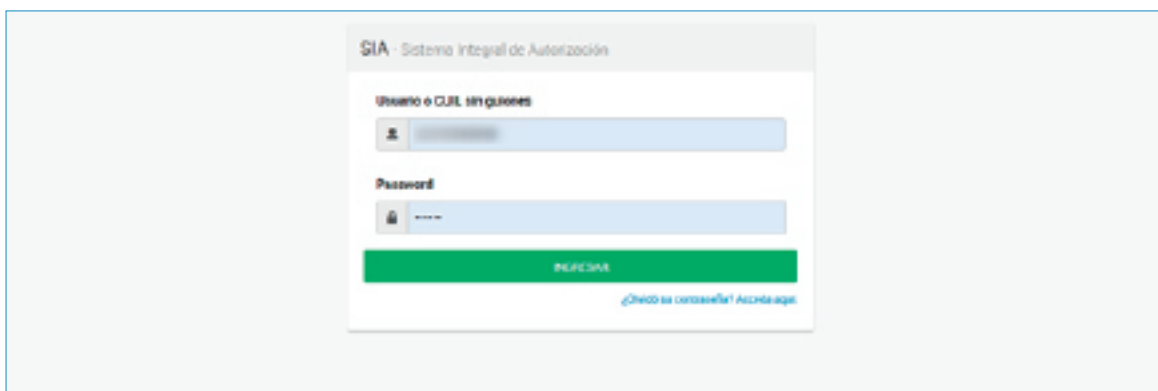 SIA - Sistema Integral de Autorización
Usuario o CUIL sin guiones
Password
INGRESAR
¿Olvidó su contraseña? Acceda aquí.